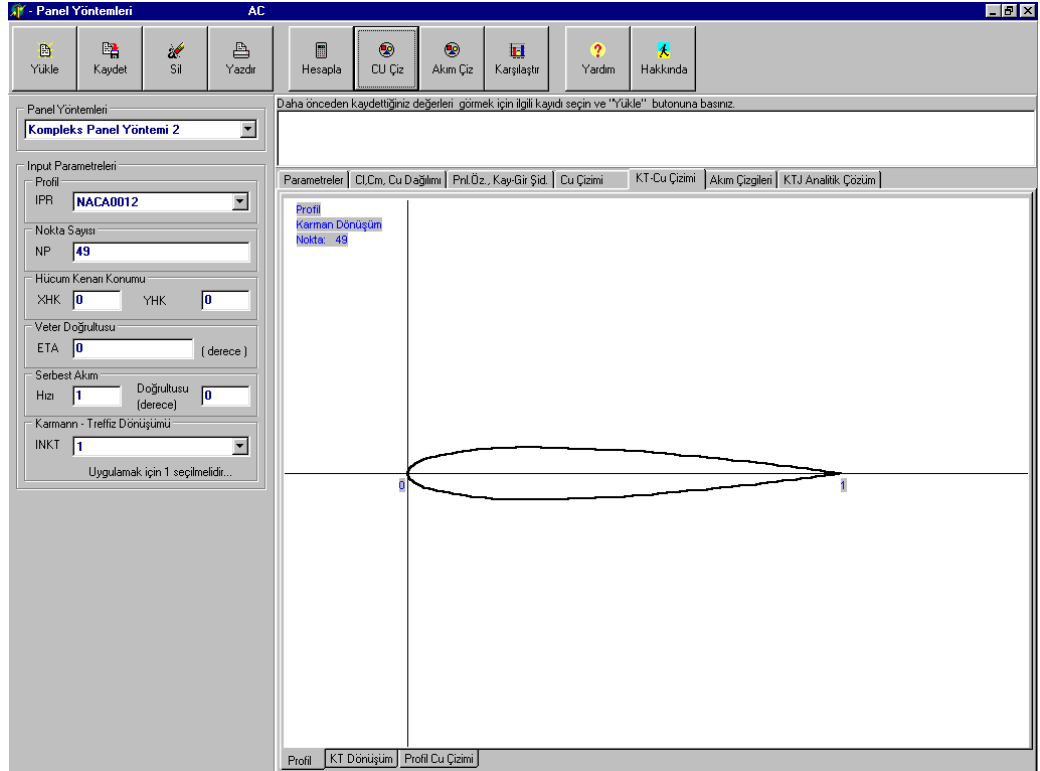 - Panel Yöntemleri AC
Yükle Kaydet Sil Yazdır Hesapla CU Çiz Akım Çiz Karşılaştır Yardım Hakkında
Panel Yöntemleri
Kompleks Panel Yöntemi 2
Input Parametreleri
Profil
IPR NACA0012
Nokta Sayısı
NP 49
Hücum Kenarı Konumu
XHK 0 YHK 0
Veter Doğrultusu
ETA 0 ( derece )
Serbest Akım
Hızı 1 Doğrultusu (derece) 0
Karmann - Treffiz Dönüşümü
INKT 1
Uygulamak için 1 seçilmelidir...
Daha önceden kaydettiğiniz değerleri görmek için ilgili kayıdı seçin ve "Yükle" butonuna basınız.
Parametreler Cl,Cm, Cu Dağılımı Pnl.Öz., Kay-Gir Şid. Cu Çizimi KT-Cu Çizimi Akım Çizgileri KTJ Analitik Çözüm
Profil
Karman Dönüşüm
Nokta: 49
0 1
Profil KT Dönüşüm Profil Cu Çizimi